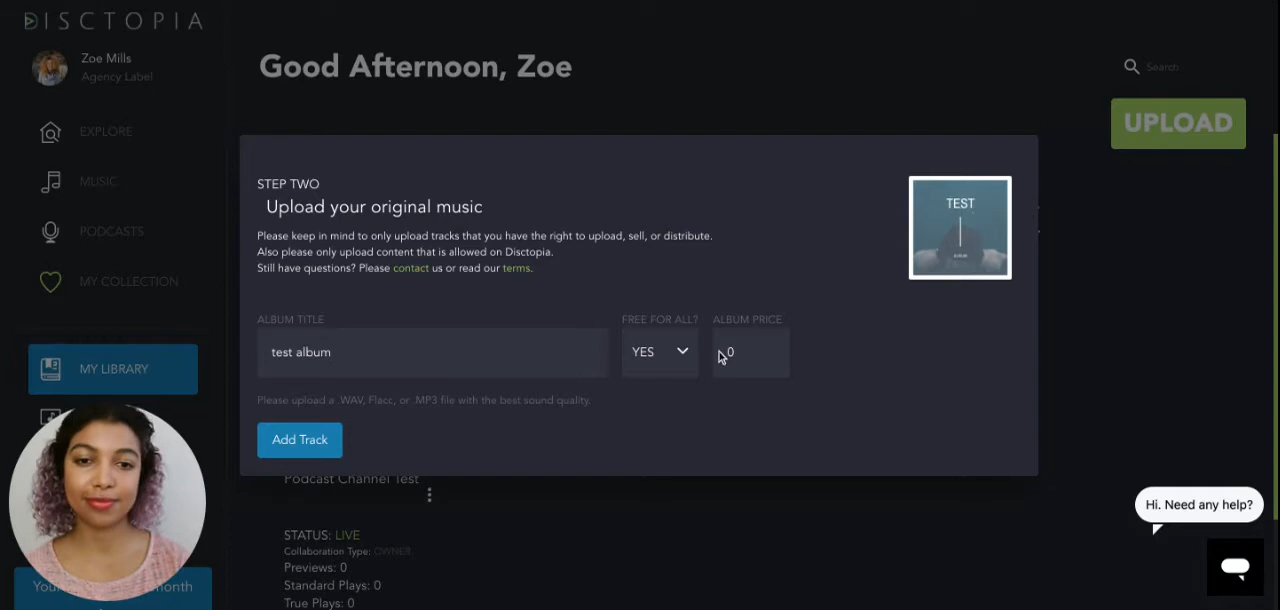 DISCTOPIA
Zoe Mills
Agency Label
Good Afternoon, Zoe
Search
UPLOAD
EXPLORE
MUSIC
PODCASTS
MY COLLECTION
MY LIBRARY
STEP TWO
Upload your original music
Please keep in mind to only upload tracks that you have the right to upload, sell, or distribute.
Also please only upload content that is allowed on Disctopia.
Still have questions? Please contact us or read our terms.
TEST
ALBUM TITLE
FREE FOR ALL?
ALBUM PRICE
test album
YES
0
Please upload a .WAV, Flacc, or .MP3 file with the best sound quality.
Add Track
Podcast Channel Test
STATUS: LIVE
Collaboration Type: OWNER
Previews: 0
Standard Plays: 0
True Plays: 0
Hi. Need any help?